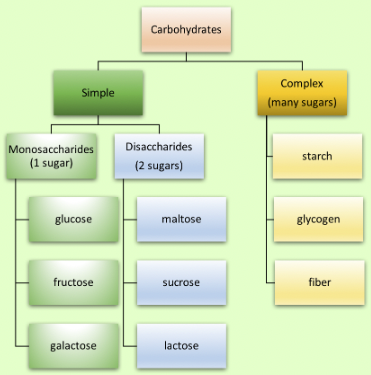 Carbohydrates
Simple
Complex
(many sugars)
Monosaccharides
(1 sugar)
Disaccharides
(2 sugars)
starch
glucose
maltose
glycogen
fructose
sucrose
fiber
galactose
lactose